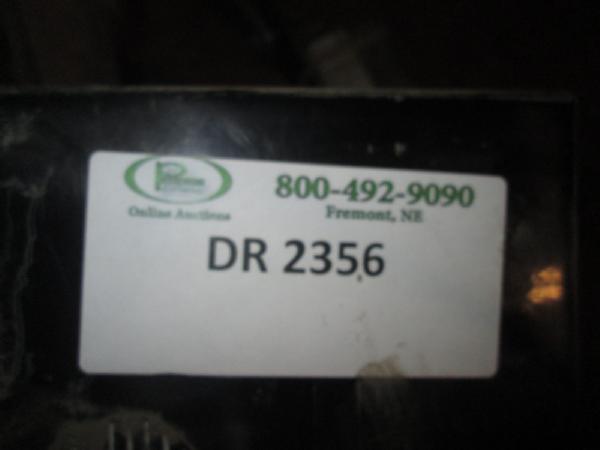 800-492-9090
Online Auctions
Fremont, NE
DR 2356